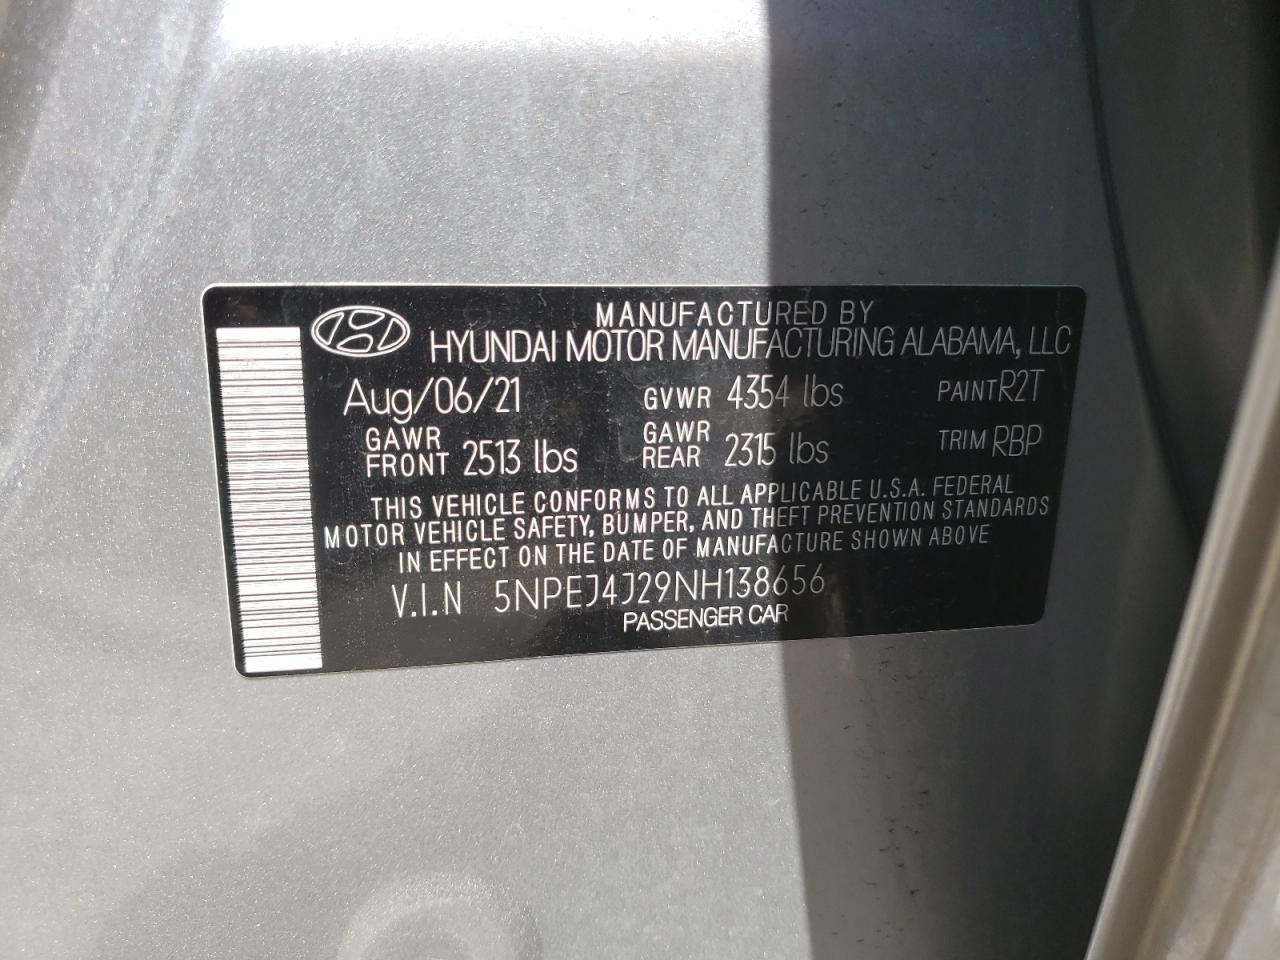 MANUFACTURED BY
HYUNDAI MOTOR MANUFACTURING ALABAMA, LLC
Aug/06/21 GVWR 4354 lbs PAINT R2T
GAWR FRONT 2513 lbs GAWR REAR 2315 lbs TRIM RBP
THIS VEHICLE CONFORMS TO ALL APPLICABLE U.S.A. FEDERAL
MOTOR VEHICLE SAFETY, BUMPER, AND THEFT PREVENTION STANDARDS
IN EFFECT ON THE DATE OF MANUFACTURE SHOWN ABOVE
V.I.N 5NPEJ4J29NH138656
PASSENGER CAR